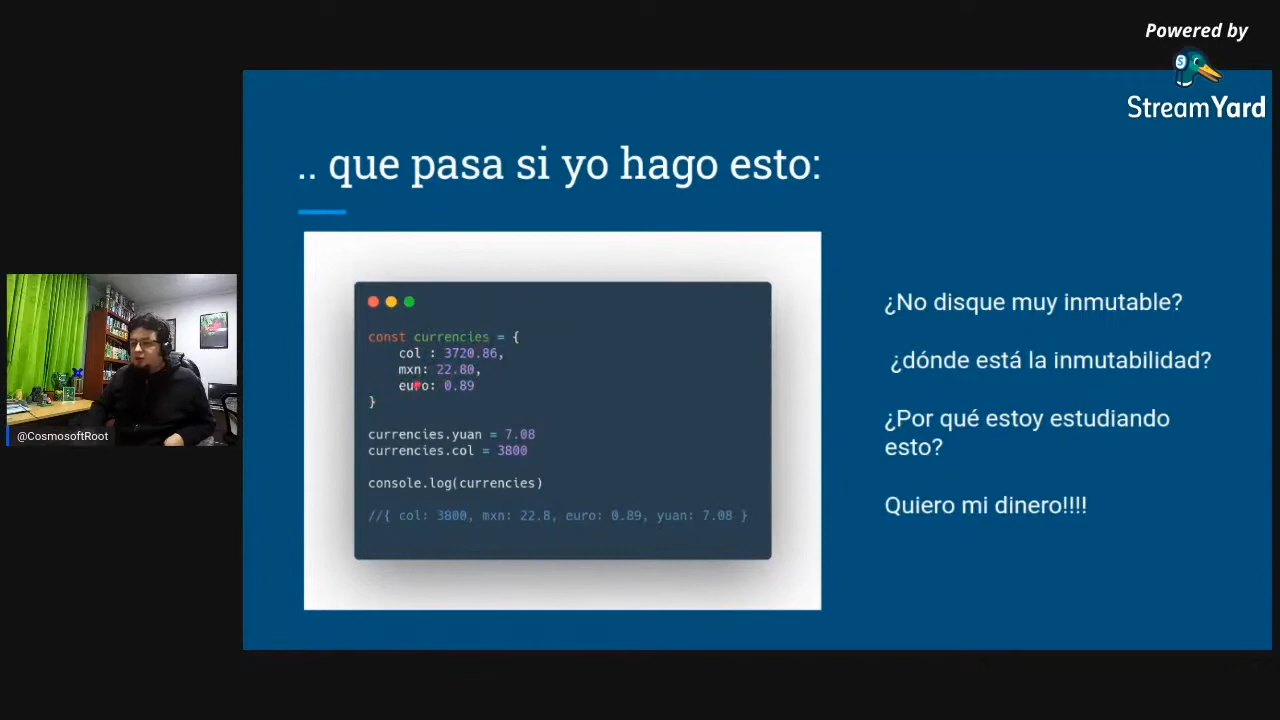 Powered by
StreamYard
.. que pasa si yo hago esto:
const currencies = {
col : 3720.86,
mxn: 22.80,
euro: 0.89
}
currencies.yuan = 7.08
currencies.col = 3800
console.log(currencies)
//{ col: 3800, mxn: 22.8, euro: 0.89, yuan: 7.08 }
¿No disque muy inmutable?
¿dónde está la inmutabilidad?
¿Por qué estoy estudiando
esto?
Quiero mi dinero!!!!
@CosmosoftRoot